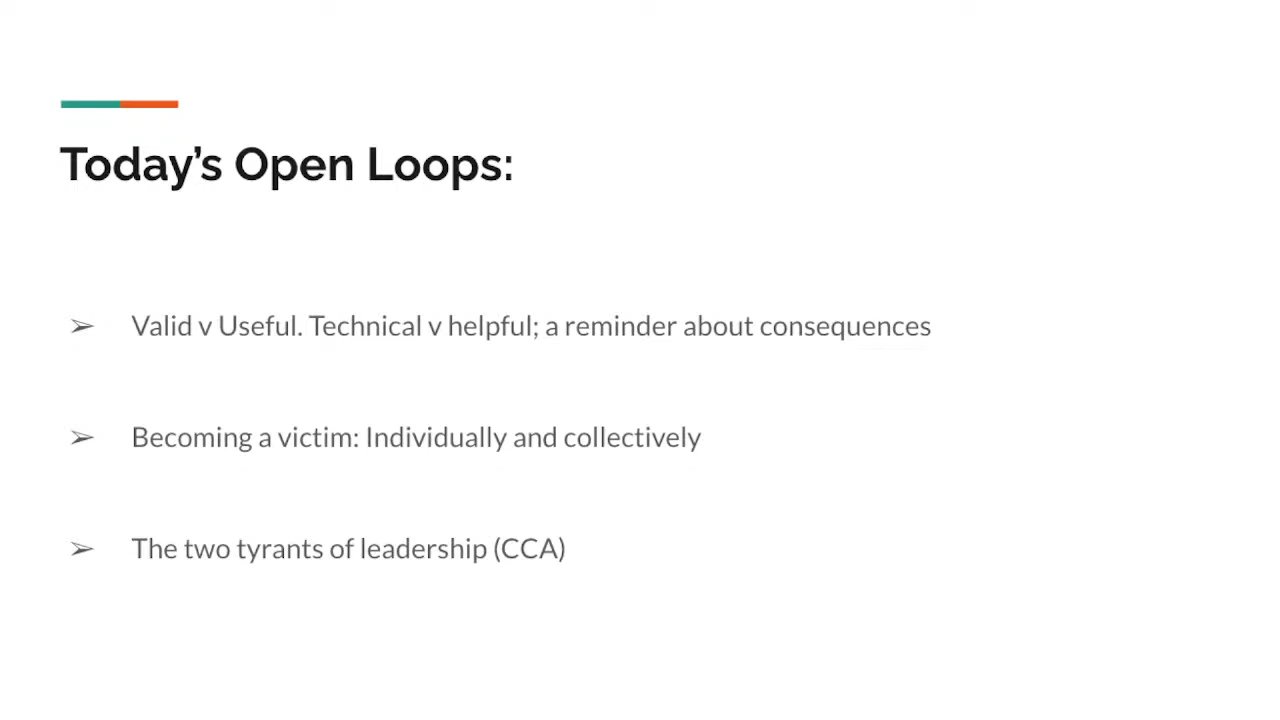 Today’s Open Loops:
➢ Valid v Useful. Technical v helpful; a reminder about consequences
➢ Becoming a victim: Individually and collectively
➢ The two tyrants of leadership (CCA)